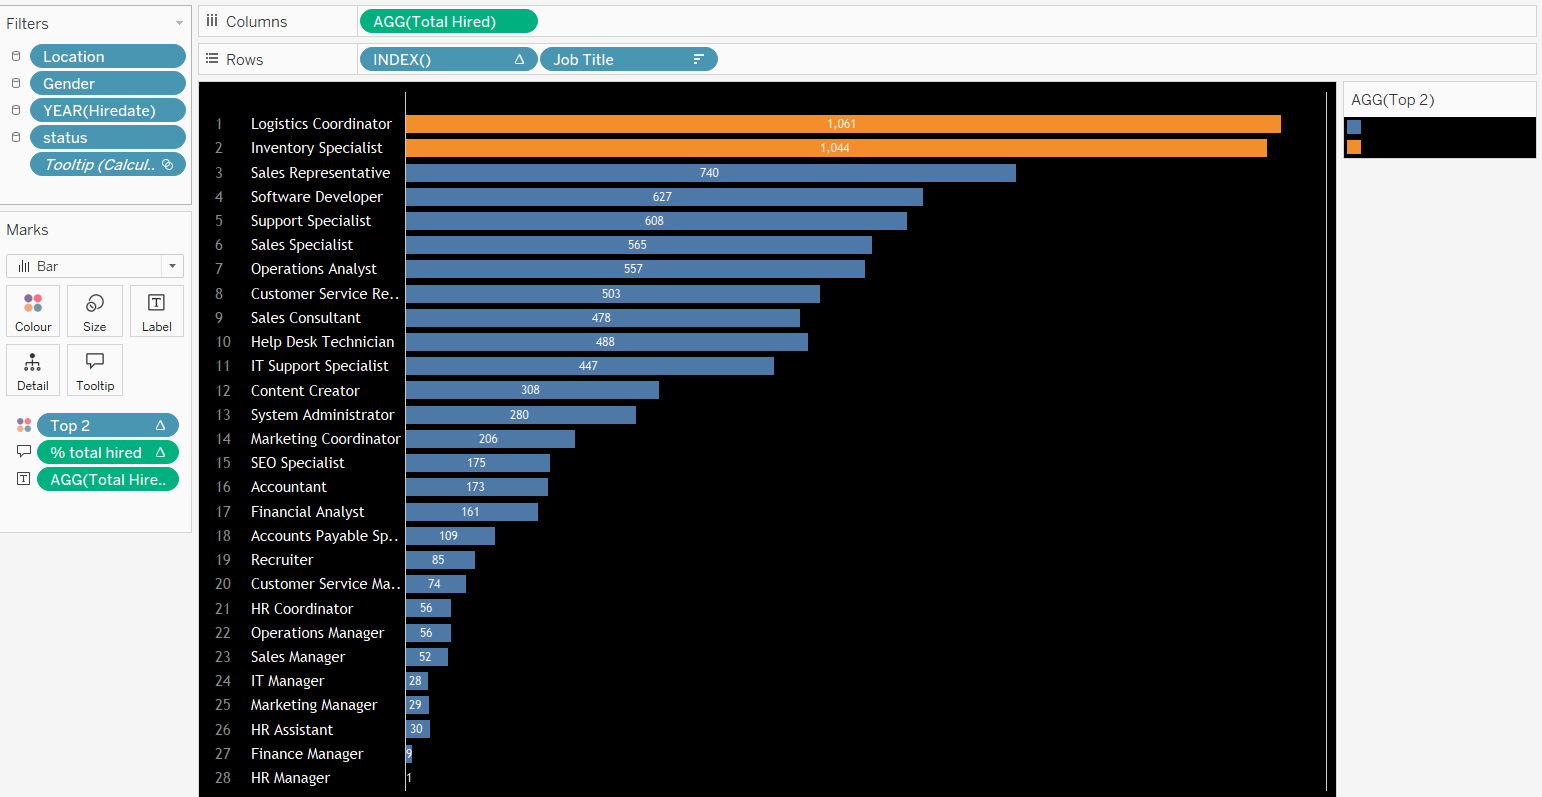 Filters
Location
Gender
YEAR(Hiredate)
status
Tooltip (Calcul..
Marks
Bar
Colour Size Label
Detail Tooltip
Top 2
% total hired
AGG(Total Hire..
Columns AGG(Total Hired)
Rows INDEX() Job Title
1 Logistics Coordinator 1,061
2 Inventory Specialist 1,044
3 Sales Representative 740
4 Software Developer 627
5 Support Specialist 608
6 Sales Specialist 565
7 Operations Analyst 557
8 Customer Service Re.. 503
9 Sales Consultant 478
10 Help Desk Technician 488
11 IT Support Specialist 447
12 Content Creator 308
13 System Administrator 280
14 Marketing Coordinator 206
15 SEO Specialist 175
16 Accountant 173
17 Financial Analyst 161
18 Accounts Payable Sp.. 109
19 Recruiter 85
20 Customer Service Ma.. 74
21 HR Coordinator 56
22 Operations Manager 56
23 Sales Manager 52
24 IT Manager 28
25 Marketing Manager 29
26 HR Assistant 30
27 Finance Manager 9
28 HR Manager 1
AGG(Top 2)